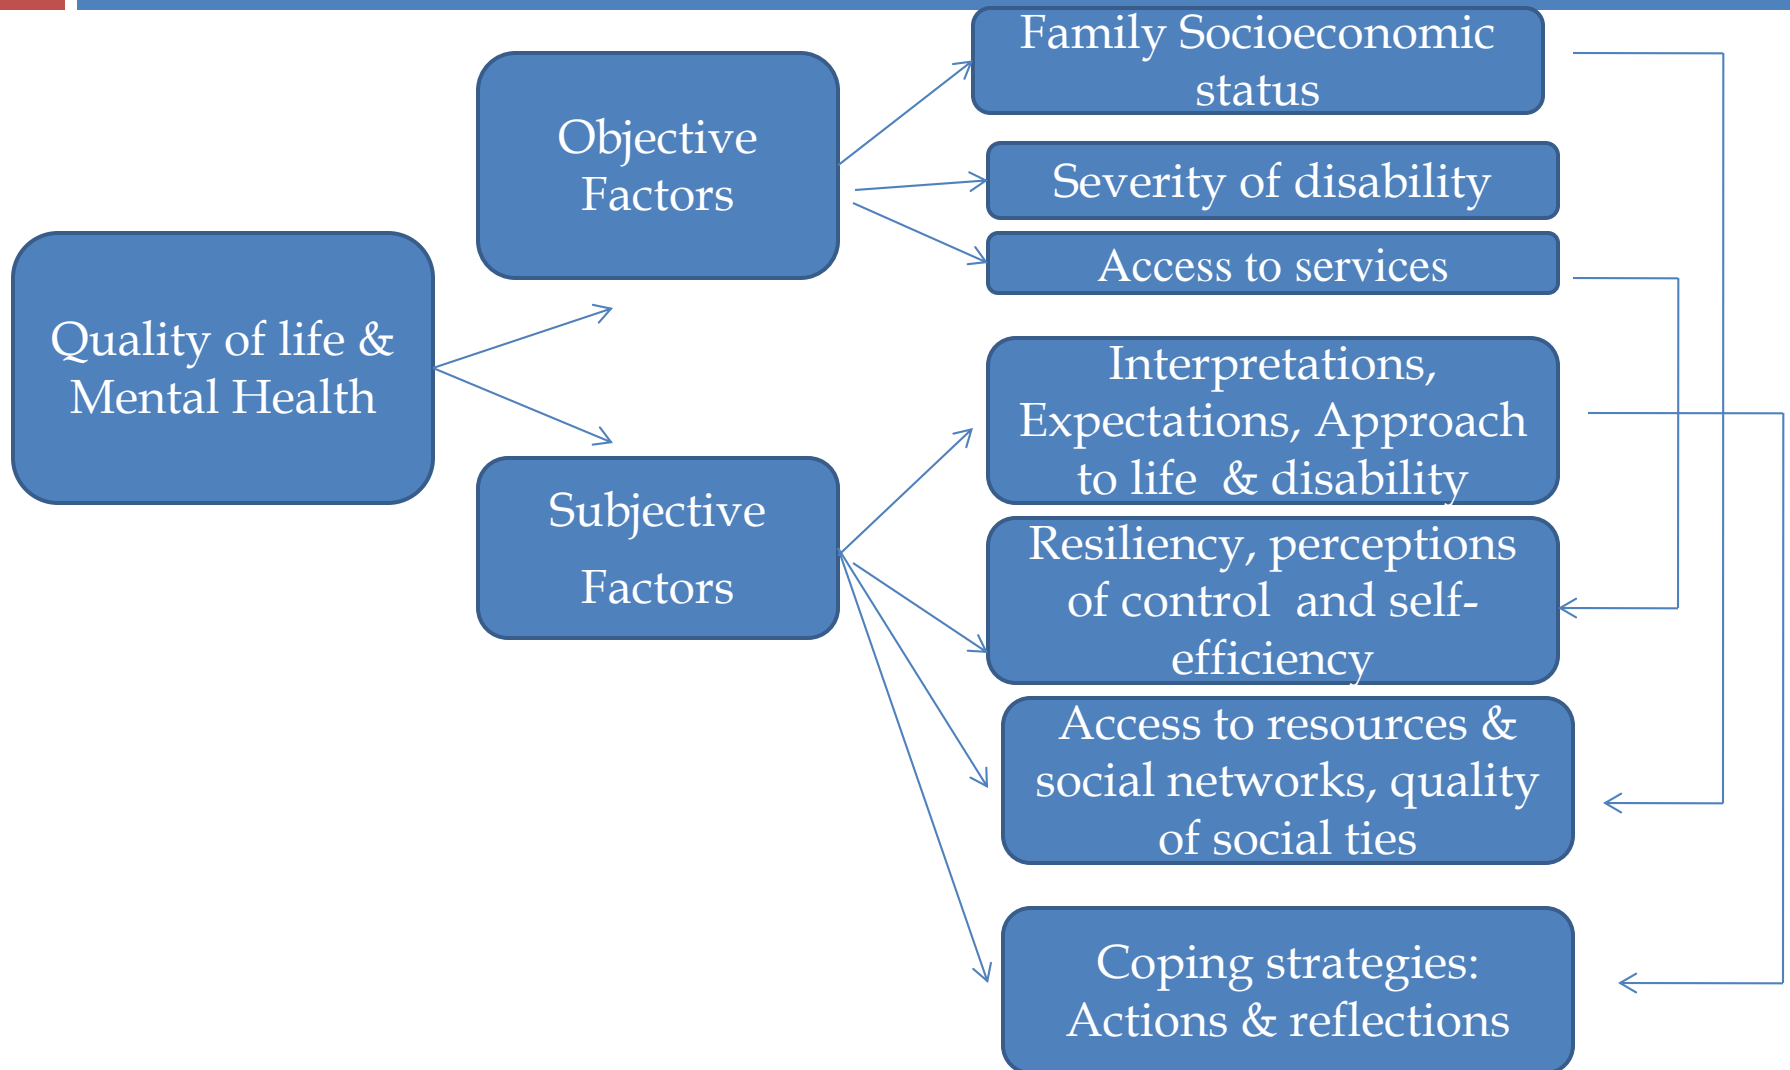 Quality of life &
Mental Health
Objective
Factors
Subjective
Factors
Family Socioeconomic
status
Severity of disability
Access to services
Interpretations,
Expectations, Approach
to life & disability
Resiliency, perceptions
of control and self-
efficiency
Access to resources &
social networks, quality
of social ties
Coping strategies:
Actions & reflections